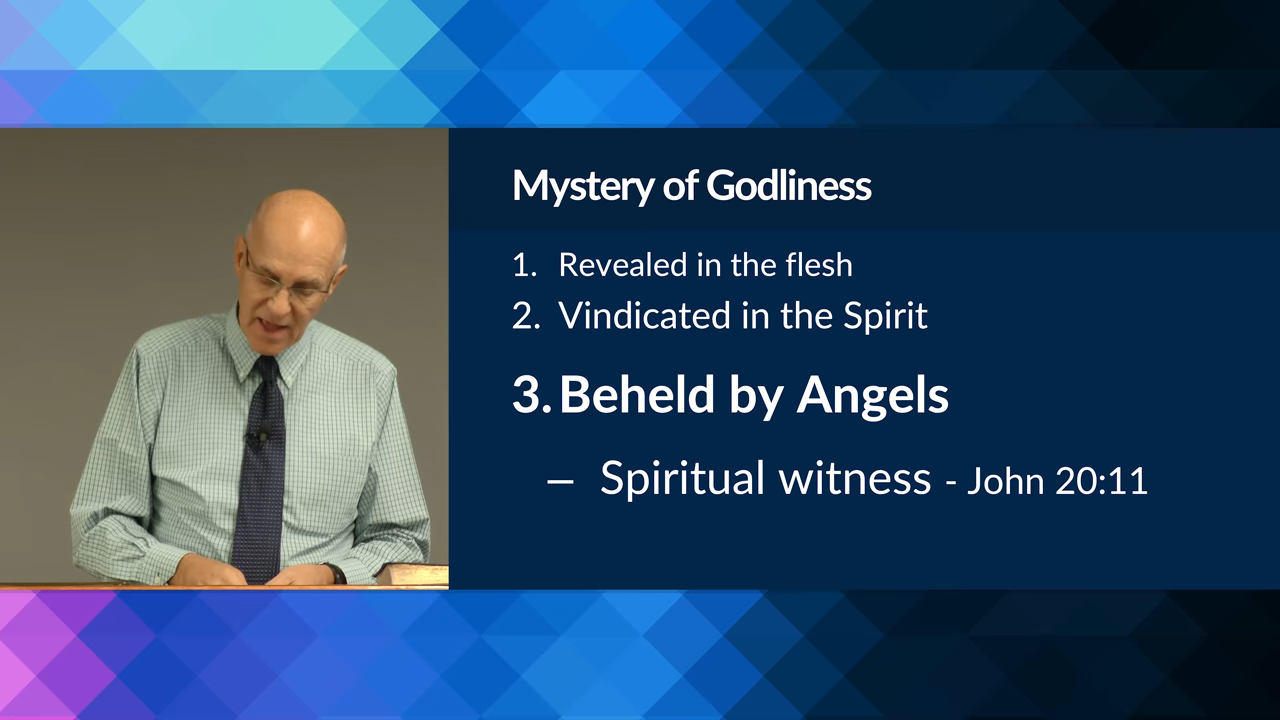 Mystery of Godliness
1. Revealed in the flesh
2. Vindicated in the Spirit
3. Beheld by Angels
– Spiritual witness - John 20:11